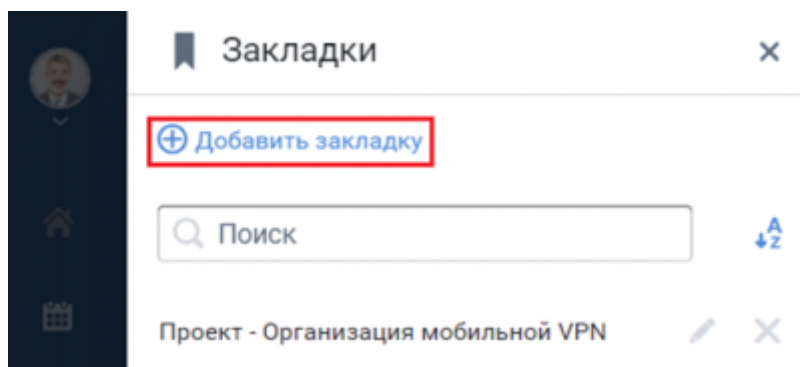 Закладки
Добавить закладку
Поиск
Проект - Организация мобильной VPN